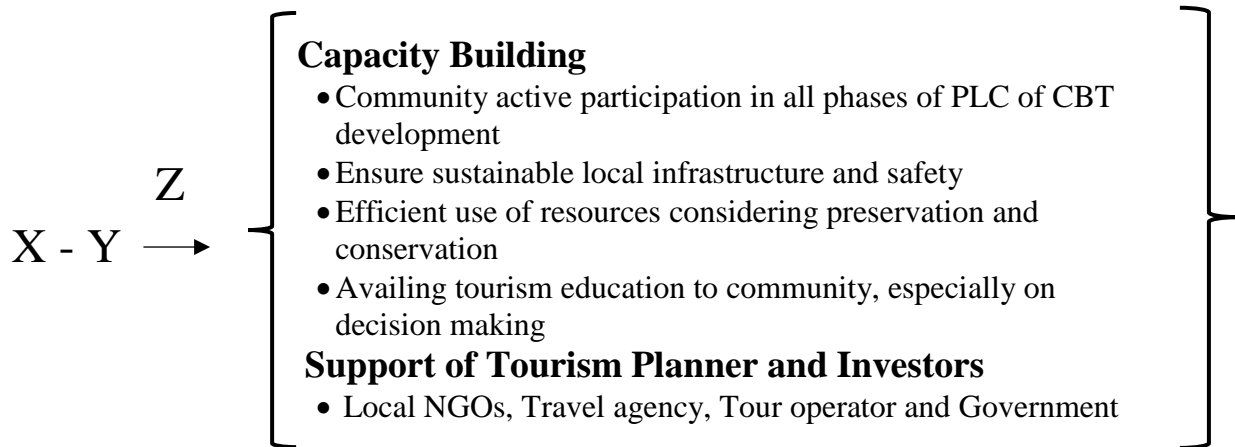 Capacity Building
• Community active participation in all phases of PLC of CBT
development
• Ensure sustainable local infrastructure and safety
Z
• Efficient use of resources considering preservation and
X - Y →
conservation
• Availing tourism education to community, especially on
decision making
Support of Tourism Planner and Investors
• Local NGOs, Travel agency, Tour operator and Government